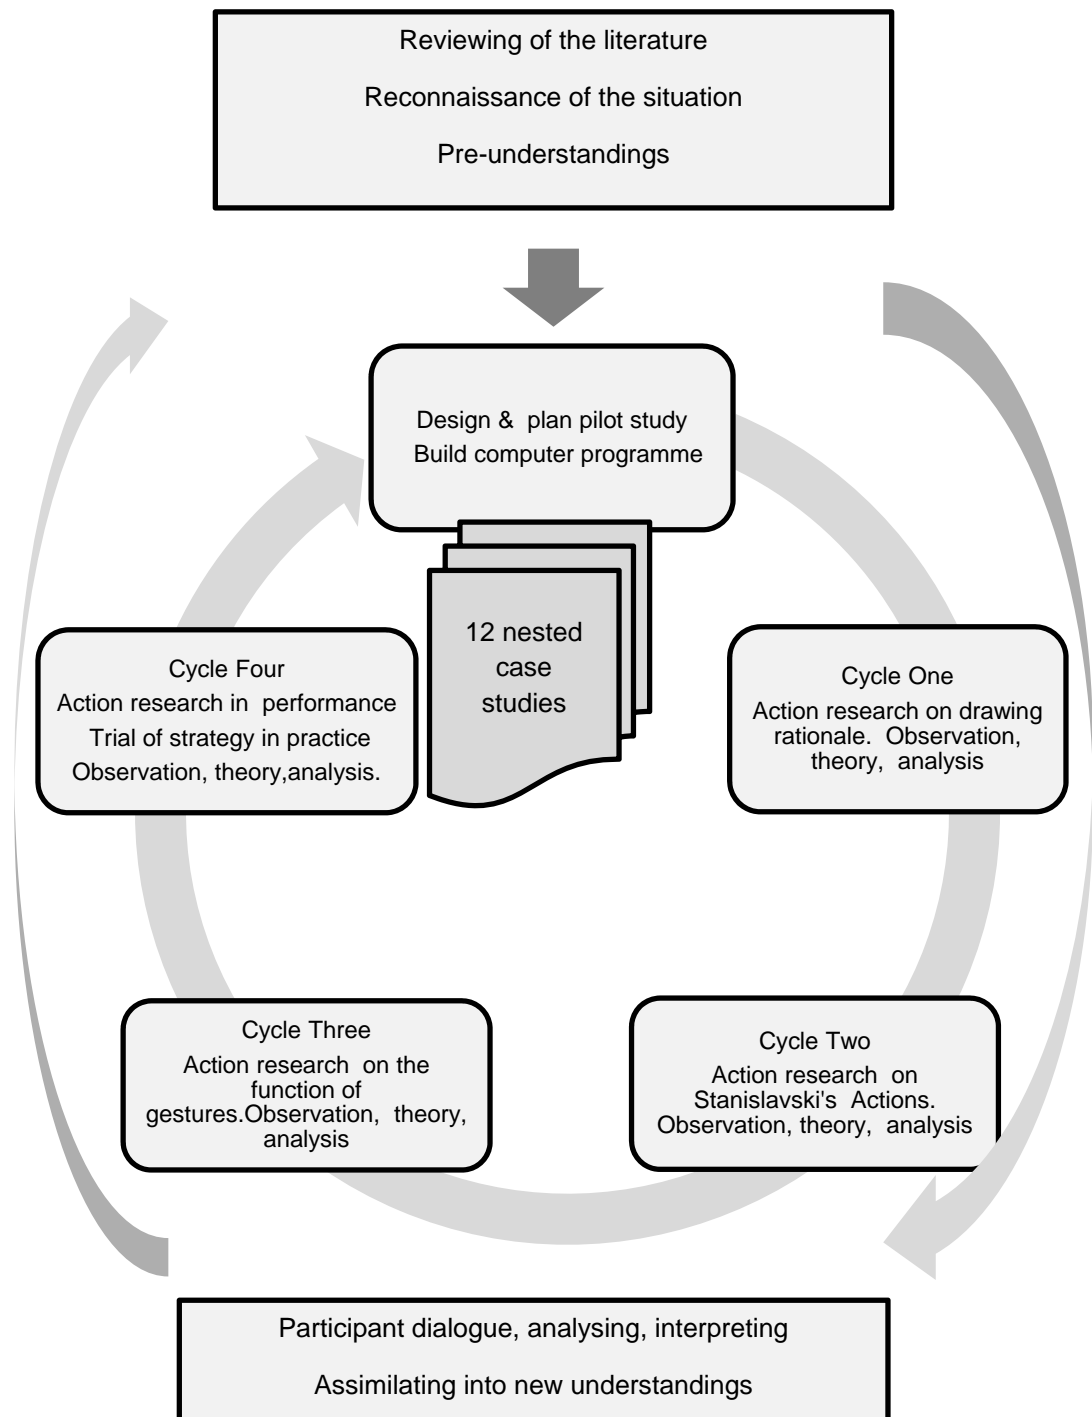 Reviewing of the literature
Reconnaissance of the situation
Pre-understandings
Design & plan pilot study
Build computer programme
12 nested
case
studies
Cycle Four
Action research in performance
Trial of strategy in practice
Observation, theory,analysis.
Cycle One
Action research on drawing
rationale. Observation,
theory, analysis
Cycle Three
Action research on the
function of
gestures.Observation, theory,
analysis
Cycle Two
Action research on
Stanislavski's Actions.
Observation, theory, analysis
Participant dialogue, analysing, interpreting
Assimilating into new understandings